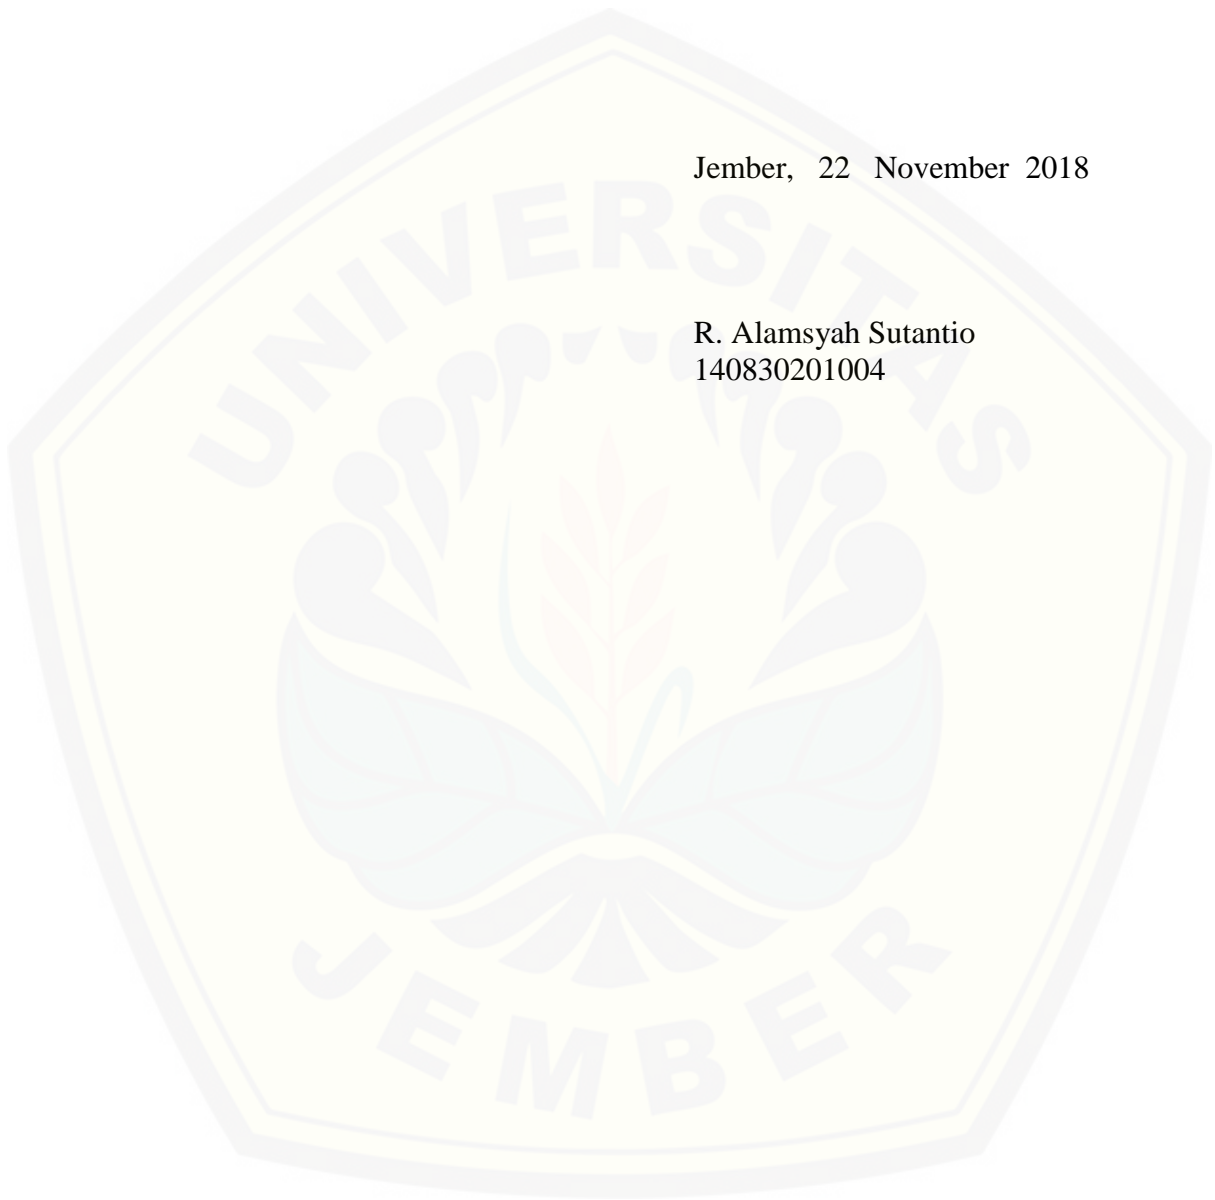 Jember, 22 November 2018
R. Alamsyah Sutantio
140830201004
UNIVERSITAS
JEMBER